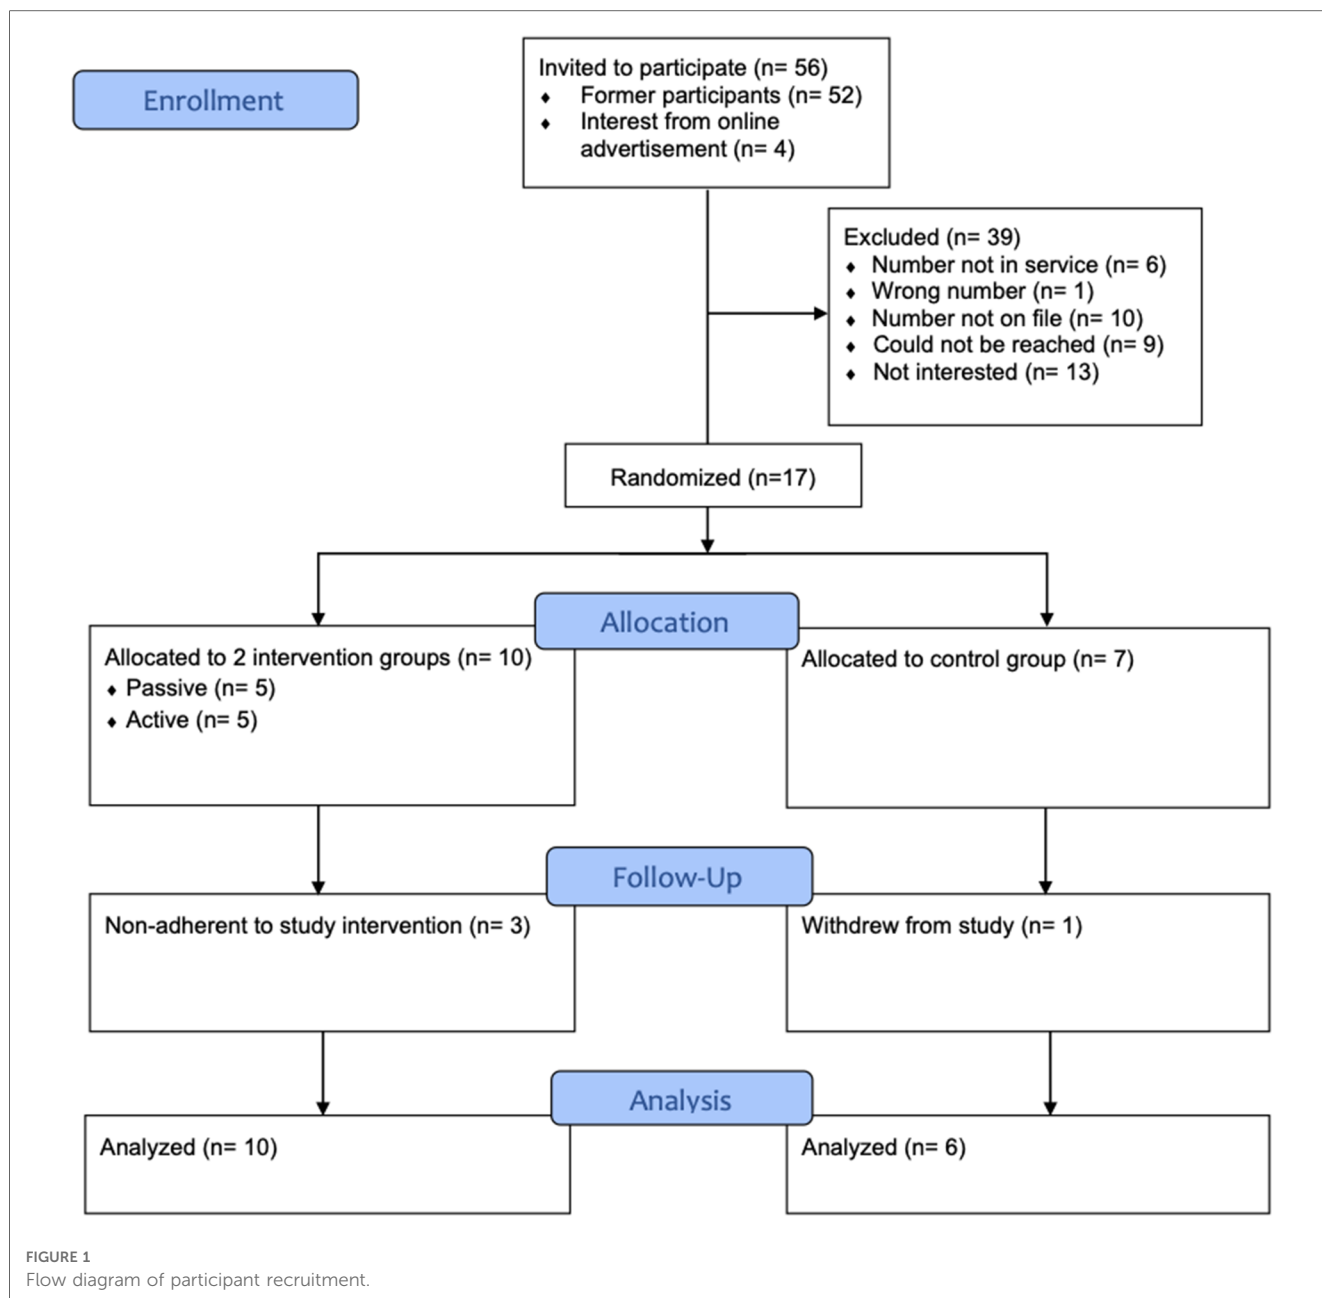 Enrollment
Invited to participate (n= 56)
♦ Former participants (n= 52)
♦ Interest from online
advertisement (n= 4)
Excluded (n= 39)
♦ Number not in service (n= 6)
♦ Wrong number (n= 1)
♦ Number not on file (n= 10)
♦ Could not be reached (n= 9)
♦ Not interested (n= 13)
Randomized (n=17)
Allocation
Allocated to 2 intervention groups (n= 10)
♦ Passive (n= 5)
♦ Active (n= 5)
Allocated to control group (n= 7)
Follow-Up
Non-adherent to study intervention (n= 3)
Withdrew from study (n= 1)
Analysis
Analyzed (n= 10)
Analyzed (n= 6)
FIGURE 1
Flow diagram of participant recruitment.